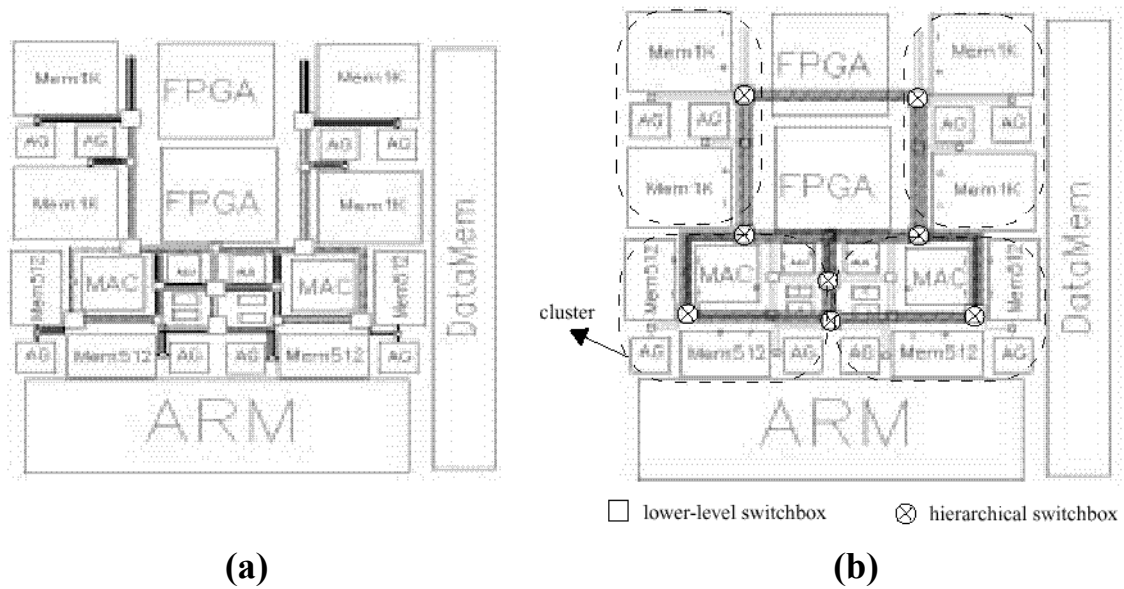 Mem1K
FPGA
Mem1K
AG
AG
AG
AG
Mem1K
FPGA
Mem1K
DataMem
Mem512
MAC
MAC
Mem512
AG
Mem512
AG
AG
Mem512
AG
ARM
(a)
Mem1K
FPGA
Mem1K
AG
AG
AG
AG
Mem1K
FPGA
Mem1K
DataMem
Mem512
MAC
MAC
Mem512
cluster
AG
Mem512
AG
AG
Mem512
AG
ARM
lower-level switchbox
hierarchical switchbox
(b)